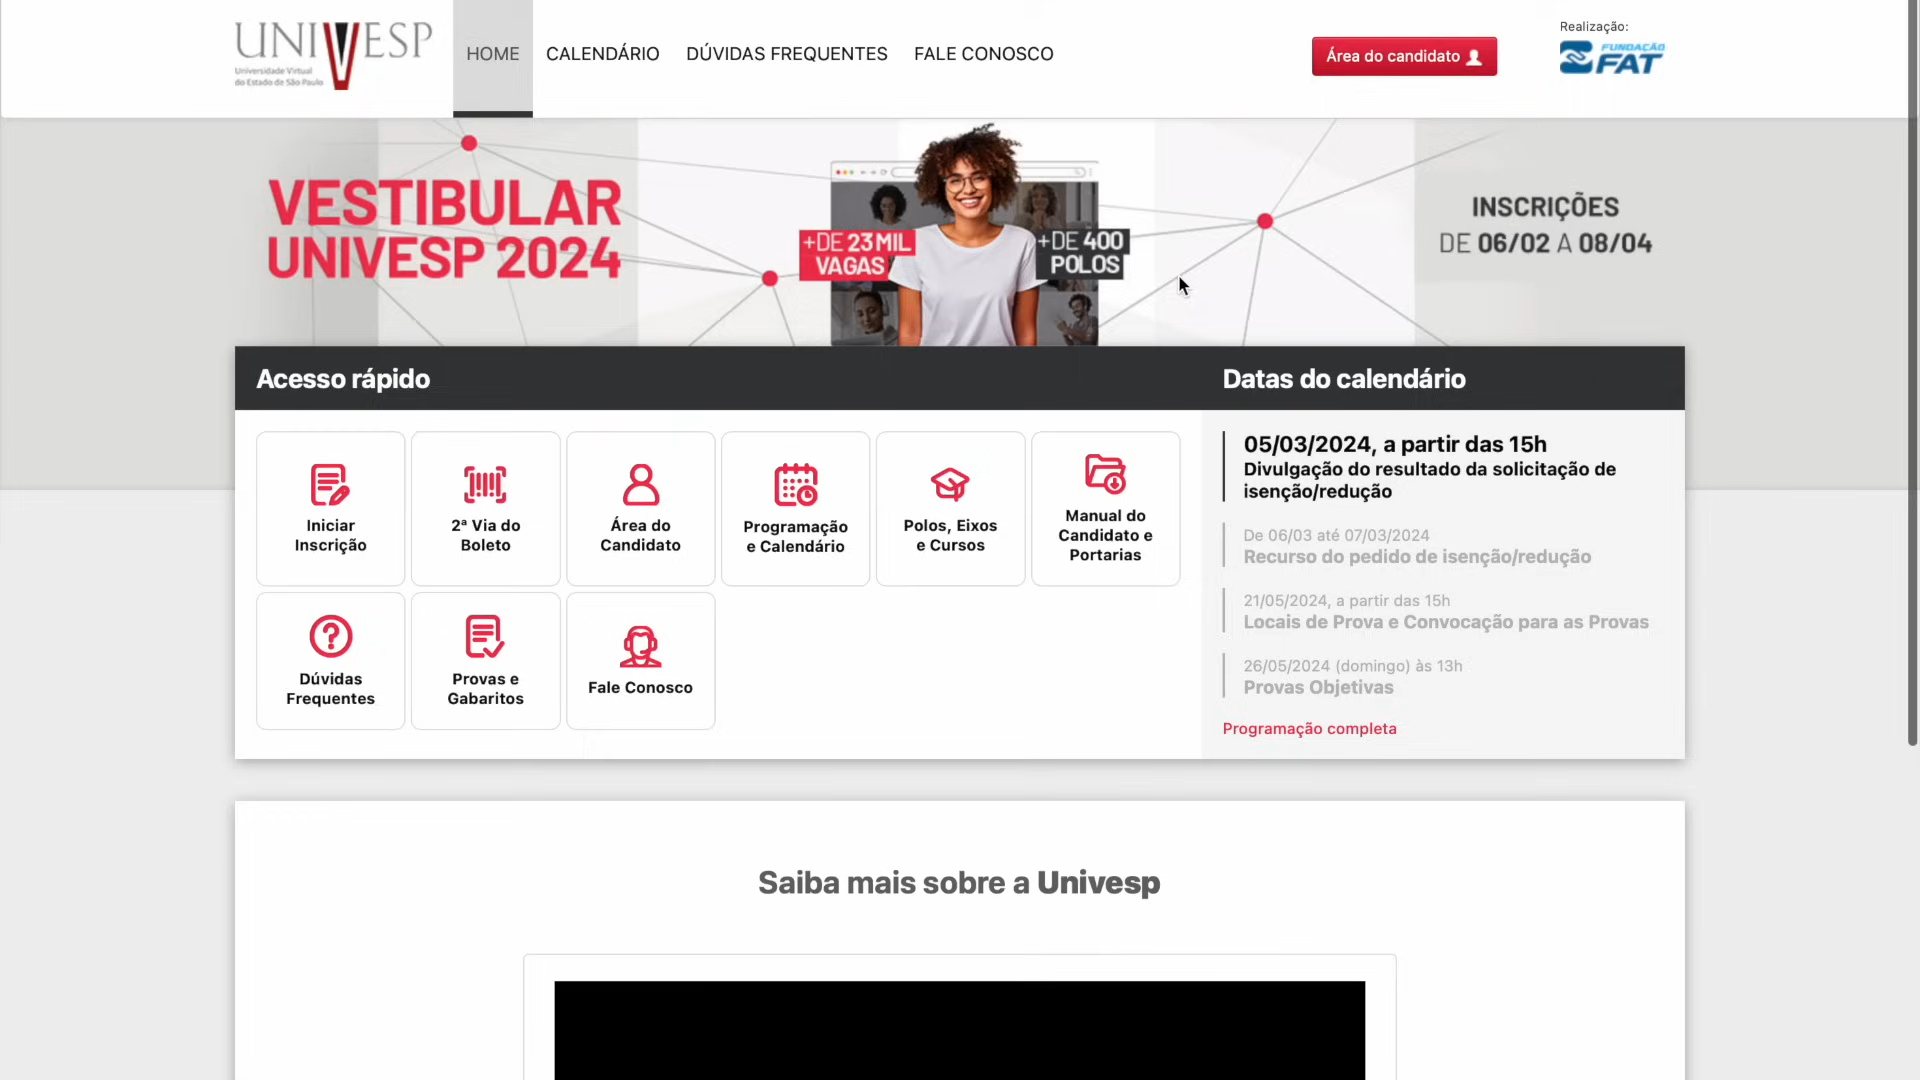 UNIVESP
Universidade Virtual
do Estado de São Paulo
HOME
CALENDÁRIO
DÚVIDAS FREQUENTES
FALE CONOSCO
Área do candidato
Realização:
FUNDAÇÃO
FAT
VESTIBULAR
UNIVESP 2024
+DE 23 MIL
VAGAS
+DE 400
POLOS
INSCRIÇÕES
DE 06/02 A 08/04
Acesso rápido
Iniciar
Inscrição
2ª Via do
Boleto
Área do
Candidato
Programação
e Calendário
Polos, Eixos
e Cursos
Manual do
Candidato e
Portarias
Dúvidas
Frequentes
Provas e
Gabaritos
Fale Conosco
Datas do calendário
05/03/2024, a partir das 15h
Divulgação do resultado da solicitação de
isenção/redução
De 06/03 até 07/03/2024
Recurso do pedido de isenção/redução
21/05/2024, a partir das 15h
Locais de Prova e Convocação para as Provas
26/05/2024 (domingo) às 13h
Provas Objetivas
Programação completa
Saiba mais sobre a Univesp